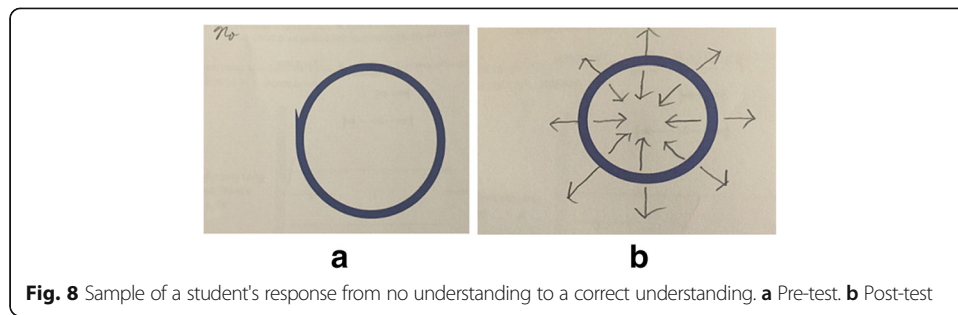 No
a
b
Fig. 8 Sample of a student's response from no understanding to a correct understanding. a Pre-test. b Post-test